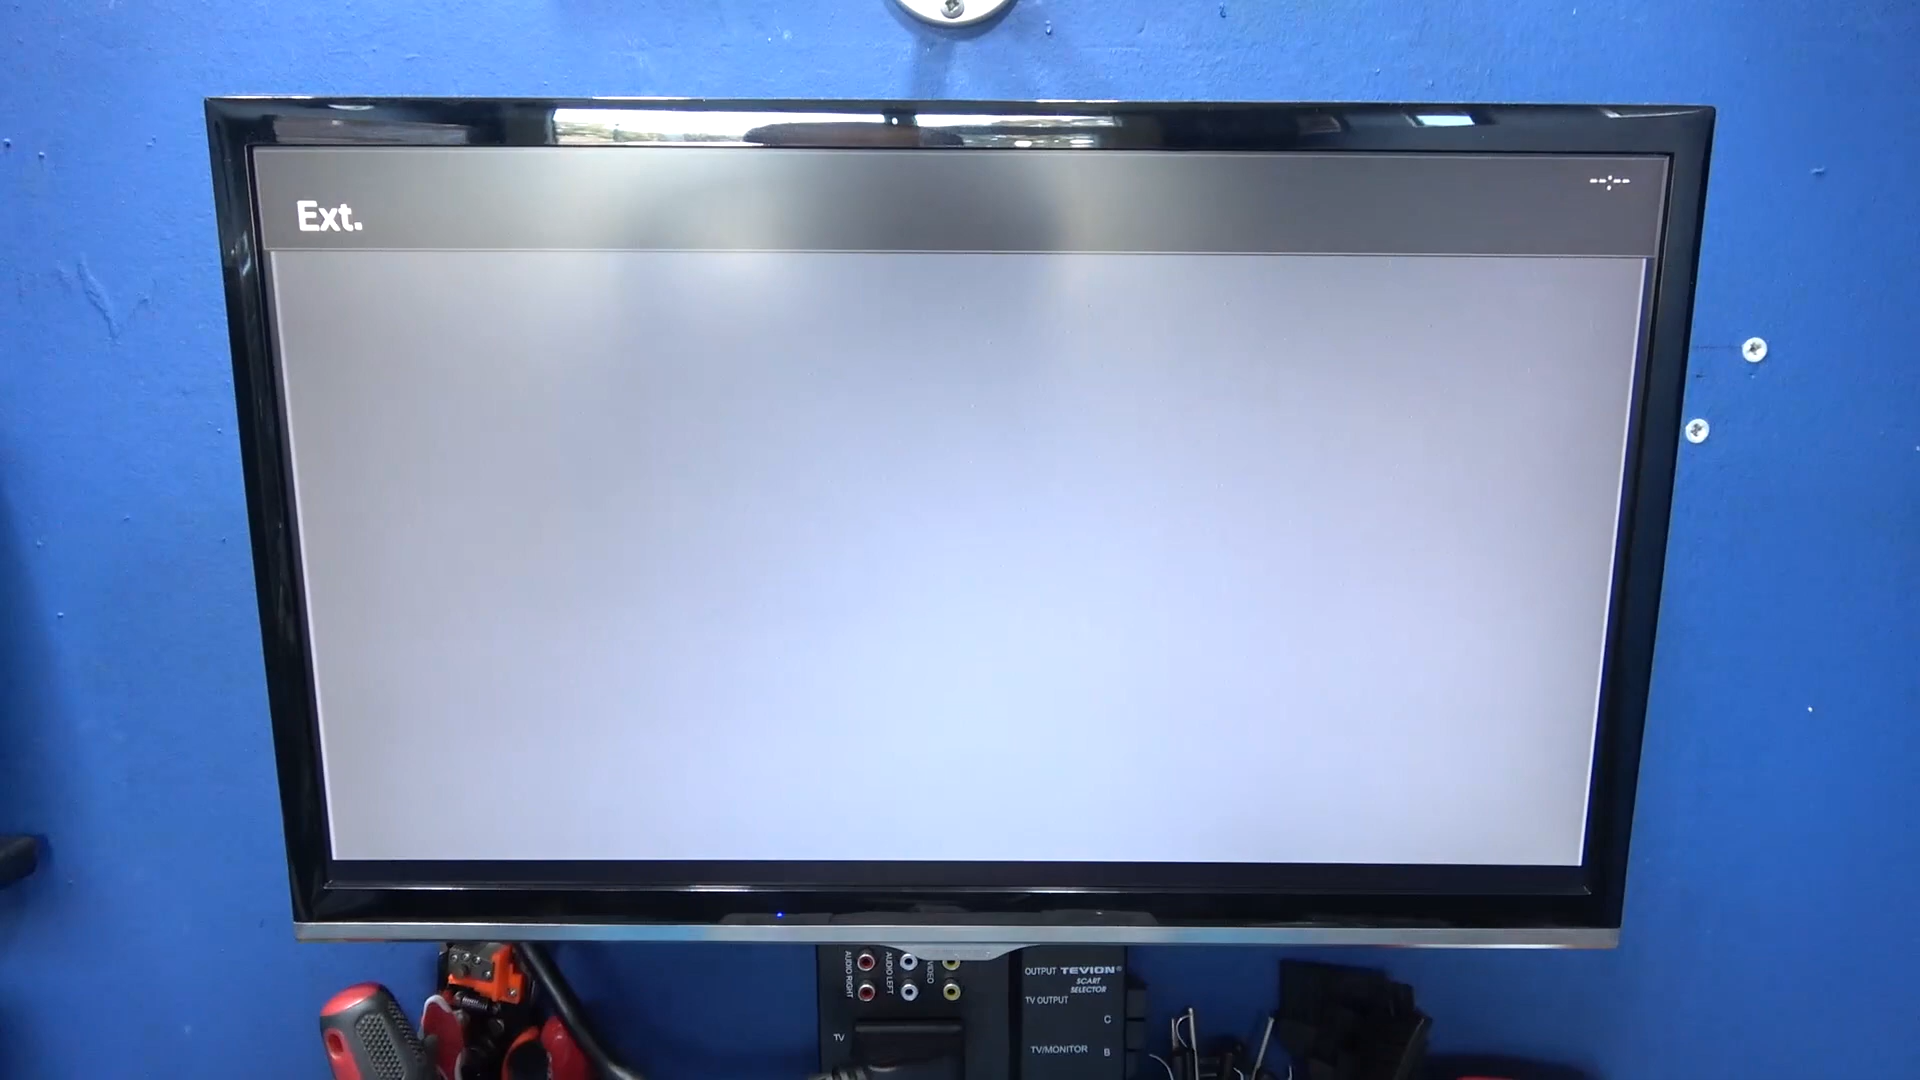 Ext.
--:--
AUDIO RIGHT
AUDIO LEFT
VIDEO
TV
OUTPUT TEVION®
SCART
SELECTOR
TV OUTPUT
C
TV/MONITOR B